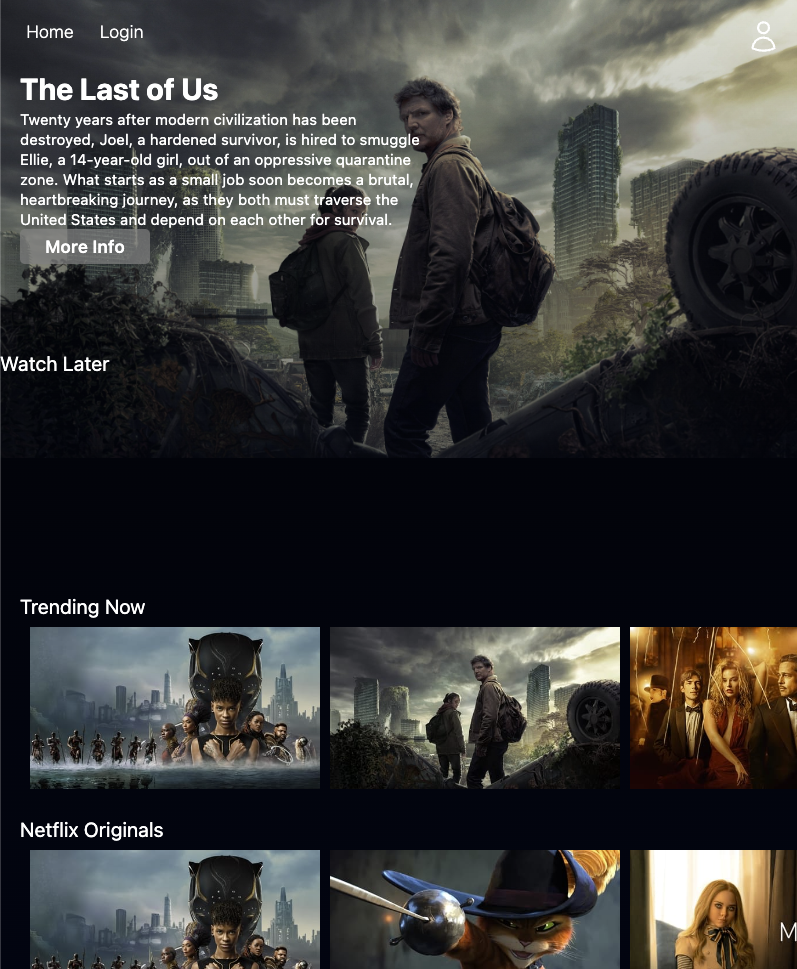 Home Login
The Last of Us
Twenty years after modern civilization has been
destroyed, Joel, a hardened survivor, is hired to smuggle
Ellie, a 14-year-old girl, out of an oppressive quarantine
zone. What starts as a small job soon becomes a brutal,
heartbreaking journey, as they both must traverse the
United States and depend on each other for survival.
More Info
Watch Later
Trending Now
Netflix Originals
M